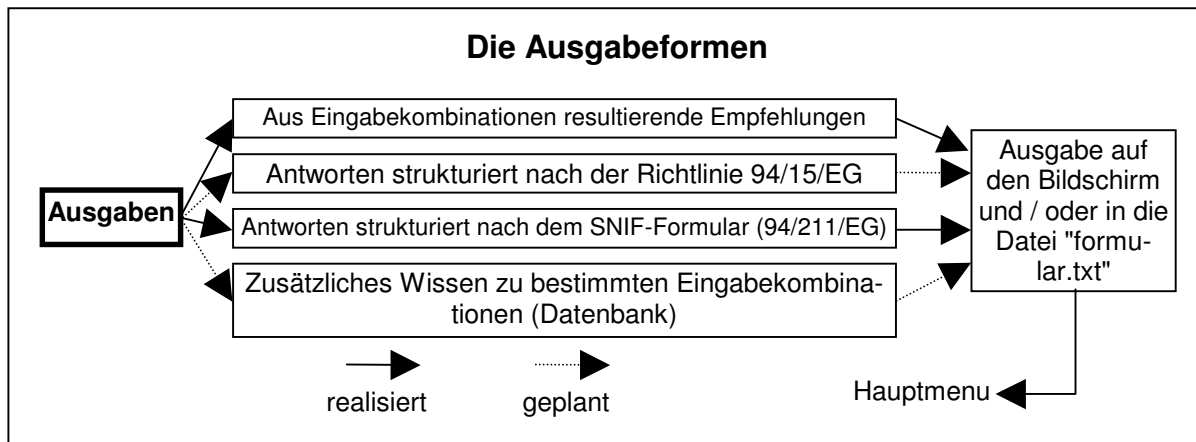 Die Ausgabeformen
Aus Eingabekombinationen resultierende Empfehlungen
Antworten strukturiert nach der Richtlinie 94/15/EG
Ausgaben
Antworten strukturiert nach dem SNIF-Formular (94/211/EG)
Zusätzliches Wissen zu bestimmten Eingabekombina-
tionen (Datenbank)
Ausgabe auf
den Bildschirm
und / oder in die
Datei "formu-
lar.txt"
realisiert
geplant
Hauptmenu